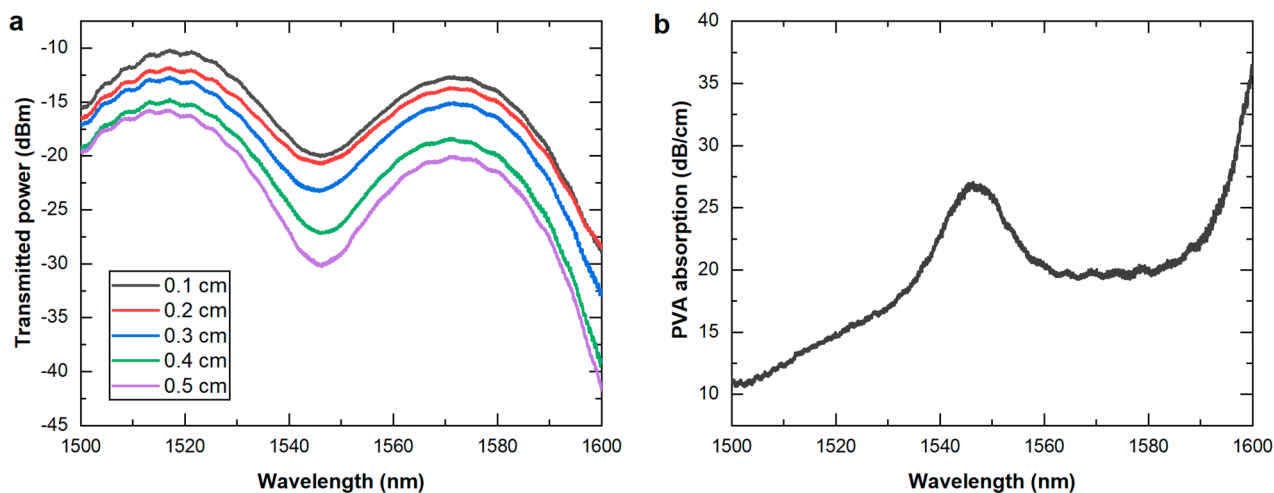 a
Transmitted power (dBm)
-10
-15
-20
-25
-30
-35
-40
-45
0.1 cm
0.2 cm
0.3 cm
0.4 cm
0.5 cm
1500 1520 1540 1560 1580 1600
Wavelength (nm)
b
PVA absorption (dB/cm)
40
35
30
25
20
15
10
1500 1520 1540 1560 1580 1600
Wavelength (nm)